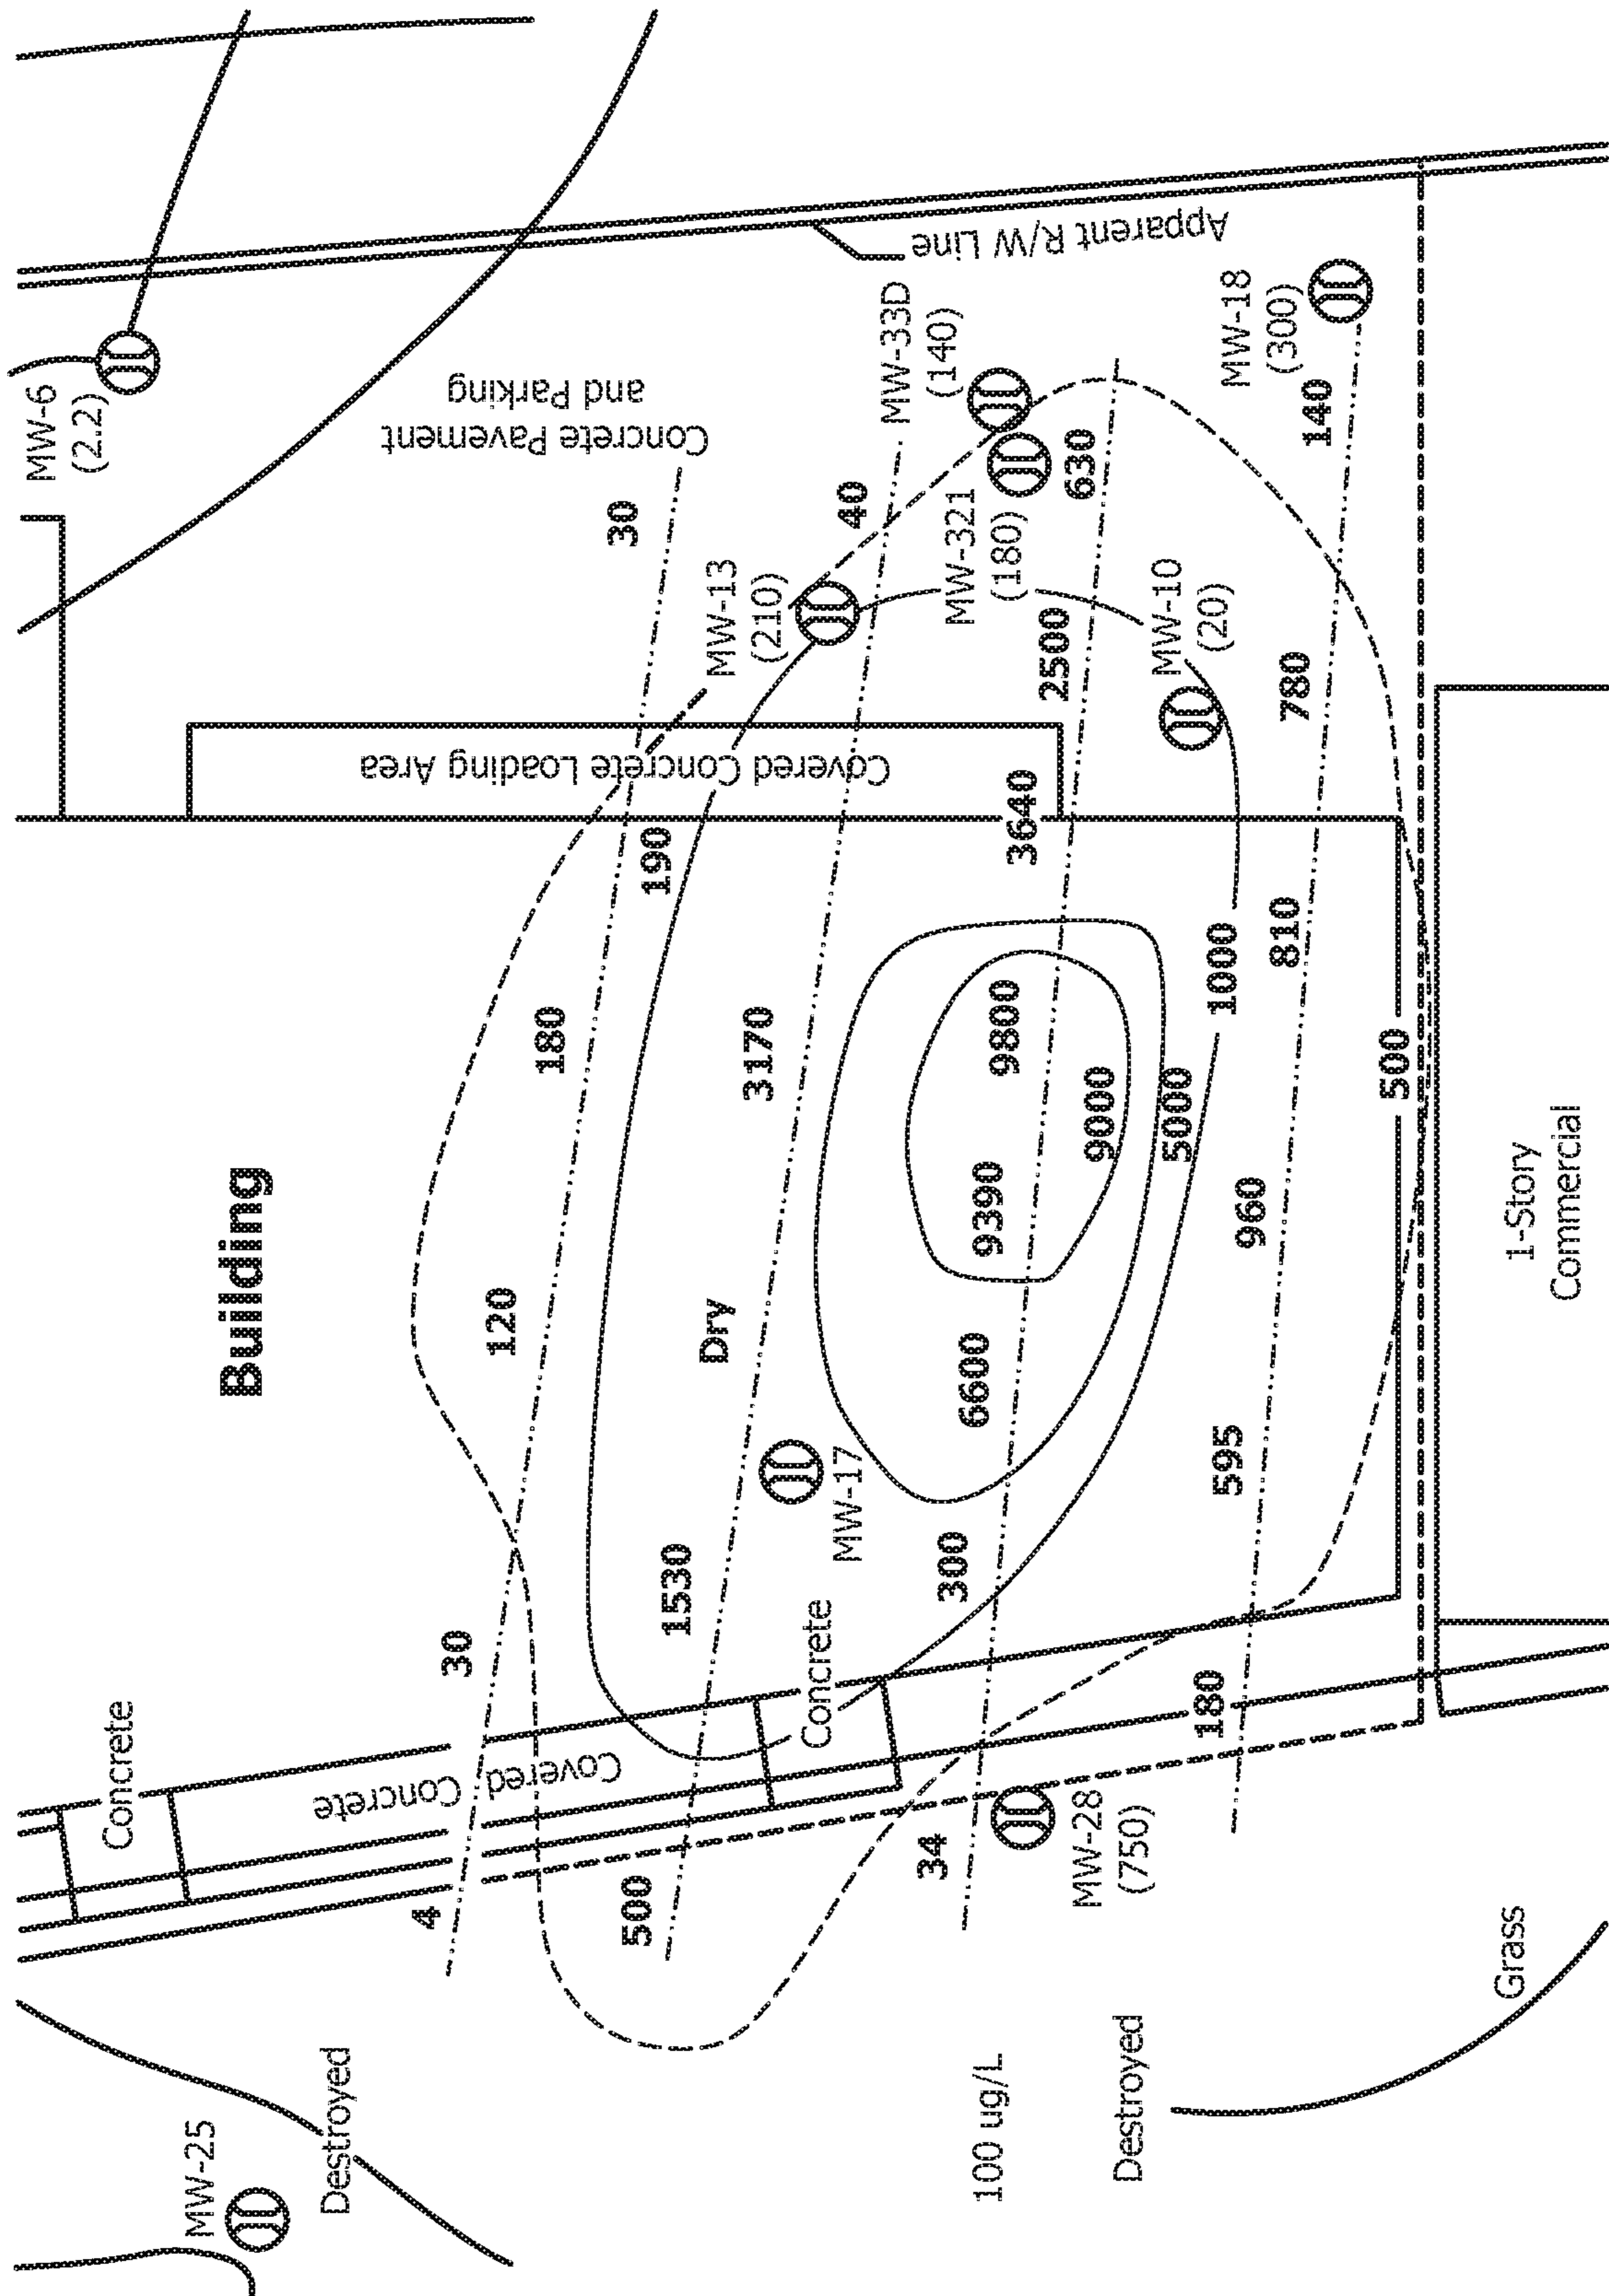 MW-6
(2.2)
Concrete Pavement
and Parking
Apparent R/W Line
30
MW-13
(210)
40
MW-33D
(140)
MW-321
(180)
630
MW-18
(300)
140
2500
MW-10
(20)
780
Covered Concrete Loading Area
190
3640
Building
180
3170
9800
1000
810
9000
5000
500
120
Dry
9390
960
1-Story
Commercial
6600
595
MW-17
30
1530
300
Concrete
Concrete
Covered
Concrete
180
4
500
34
MW-28
(750)
Grass
MW-25
Destroyed
100 ug/L
Destroyed